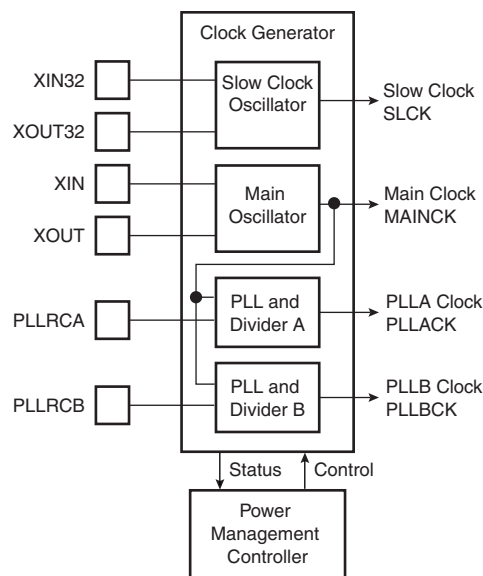 Clock Generator
XIN32
Slow Clock
Oscillator
Slow Clock
SLCK
XOUT32
XIN
Main
Oscillator
Main Clock
MAINCK
XOUT
PLL and
Divider A
PLLA Clock
PLLACK
PLLRCA
PLL and
Divider B
PLLB Clock
PLLBCK
PLLRCB
Status
Control
Power
Management
Controller